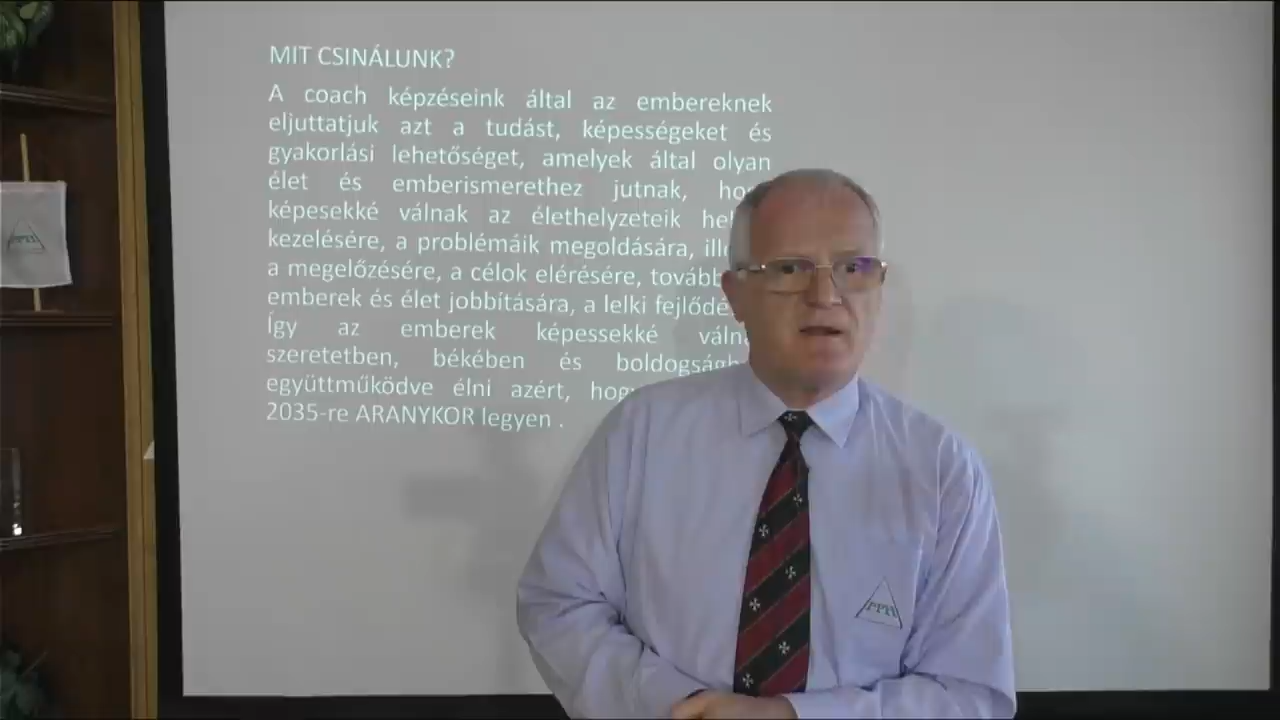 MIT CSINÁLUNK?
A coach képzéseink által az embereknek
eljuttatjuk azt a tudást, képességeket és
gyakorlási lehetőséget, amelyek által olyan
élet és emberismerethez jutnak,
képesekké válnak az élethelyzeteik
kezelésére, a problémáik megoldására,
a megelőzésére, a célok elérésére,
emberek és élet jobbítására, a lelki
Így az emberek képessekké
szeretetben, békében és
együttműködve élni azért,
2035-re ARANYKOR legyen .